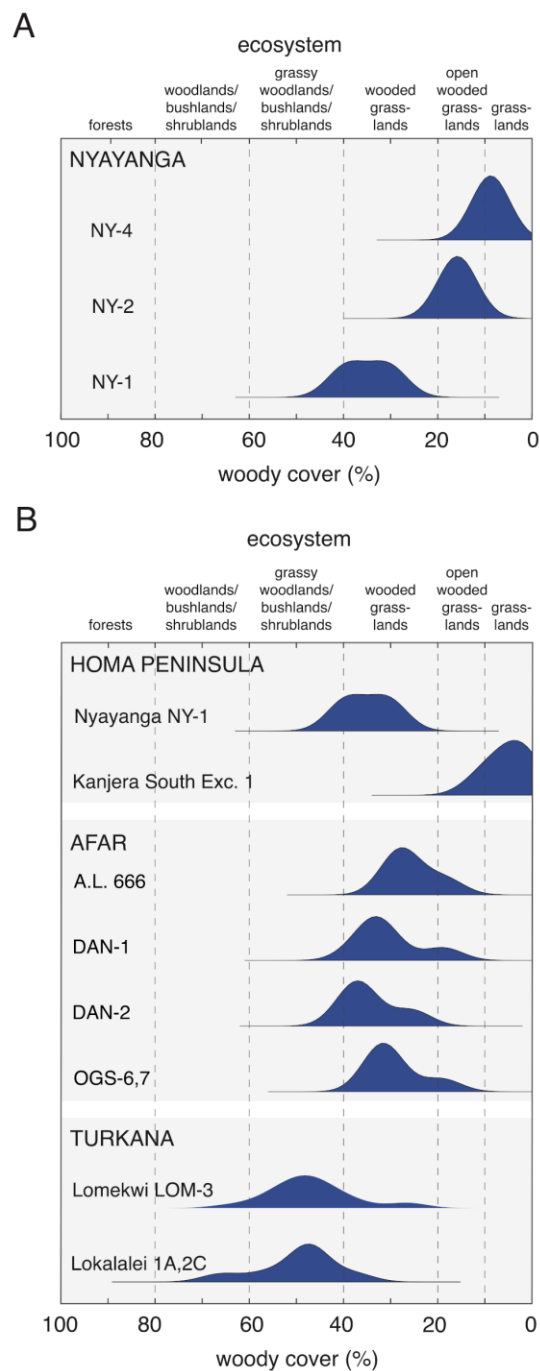 A
ecosystem
forests
woodlands/
bushlands/
shrublands
grassy
woodlands/
bushlands/
shrublands
wooded
grass-
lands
open
wooded
grass-
lands
grass-
lands
NYAYANGA
NY-4
NY-2
NY-1
100 80 60 40 20 0
woody cover (%)
B
ecosystem
forests
woodlands/
bushlands/
shrublands
grassy
woodlands/
bushlands/
shrublands
wooded
grass-
lands
open
wooded
grass-
lands
grass-
lands
HOMA PENINSULA
Nyayanga NY-1
Kanjera South Exc. 1
AFAR
A.L. 666
DAN-1
DAN-2
OGS-6,7
TURKANA
Lomekwi LOM-3
Lokalalei 1A,2C
100 80 60 40 20 0
woody cover (%)